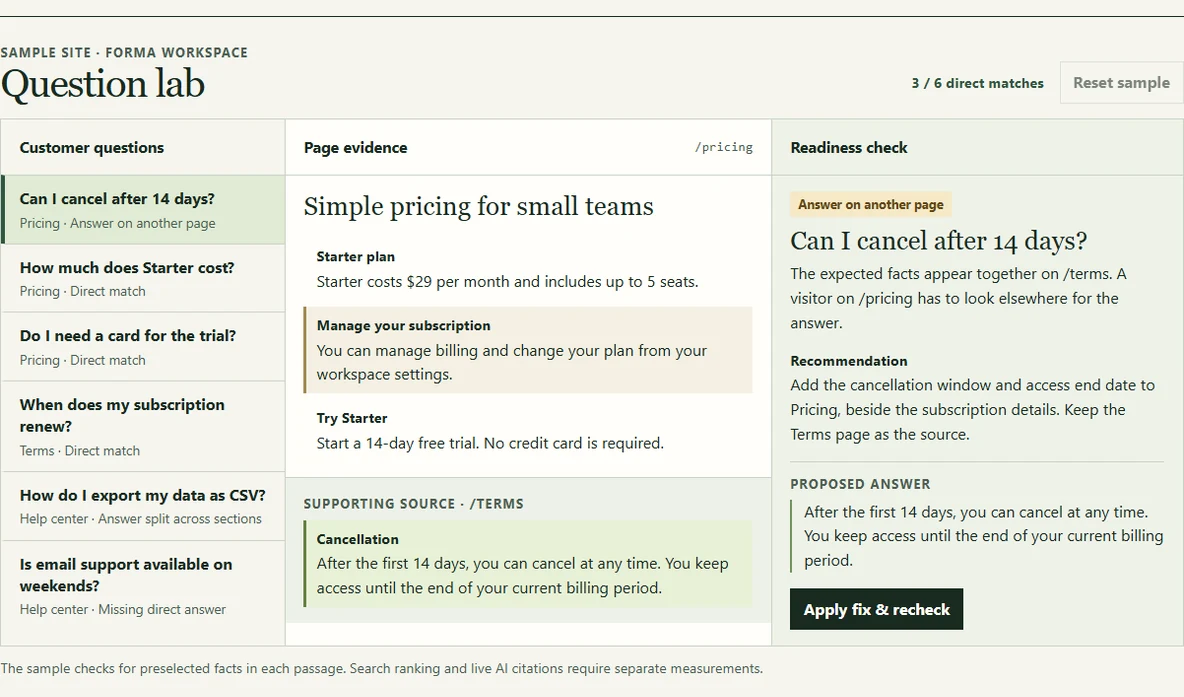 SAMPLE SITE · FORMA WORKSPACE
Question lab
3 / 6 direct matches
Reset sample
Customer questions
Can I cancel after 14 days?
Pricing · Answer on another page
How much does Starter cost?
Pricing · Direct match
Do I need a card for the trial?
Pricing · Direct match
When does my subscription
renew?
Terms · Direct match
How do I export my data as CSV?
Help center · Answer split across sections
Is email support available on
weekends?
Help center · Missing direct answer
Page evidence
/pricing
Simple pricing for small teams
Starter plan
Starter costs $29 per month and includes up to 5 seats.
Manage your subscription
You can manage billing and change your plan from your
workspace settings.
Try Starter
Start a 14-day free trial. No credit card is required.
SUPPORTING SOURCE · /TERMS
Cancellation
After the first 14 days, you can cancel at any time. You keep
access until the end of your current billing period.
Readiness check
Answer on another page
Can I cancel after 14 days?
The expected facts appear together on /terms. A
visitor on /pricing has to look elsewhere for the
answer.
Recommendation
Add the cancellation window and access end date to
Pricing, beside the subscription details. Keep the
Terms page as the source.
PROPOSED ANSWER
After the first 14 days, you can cancel at any time.
You keep access until the end of your current billing
period.
Apply fix & recheck
The sample checks for preselected facts in each passage. Search ranking and live AI citations require separate measurements.